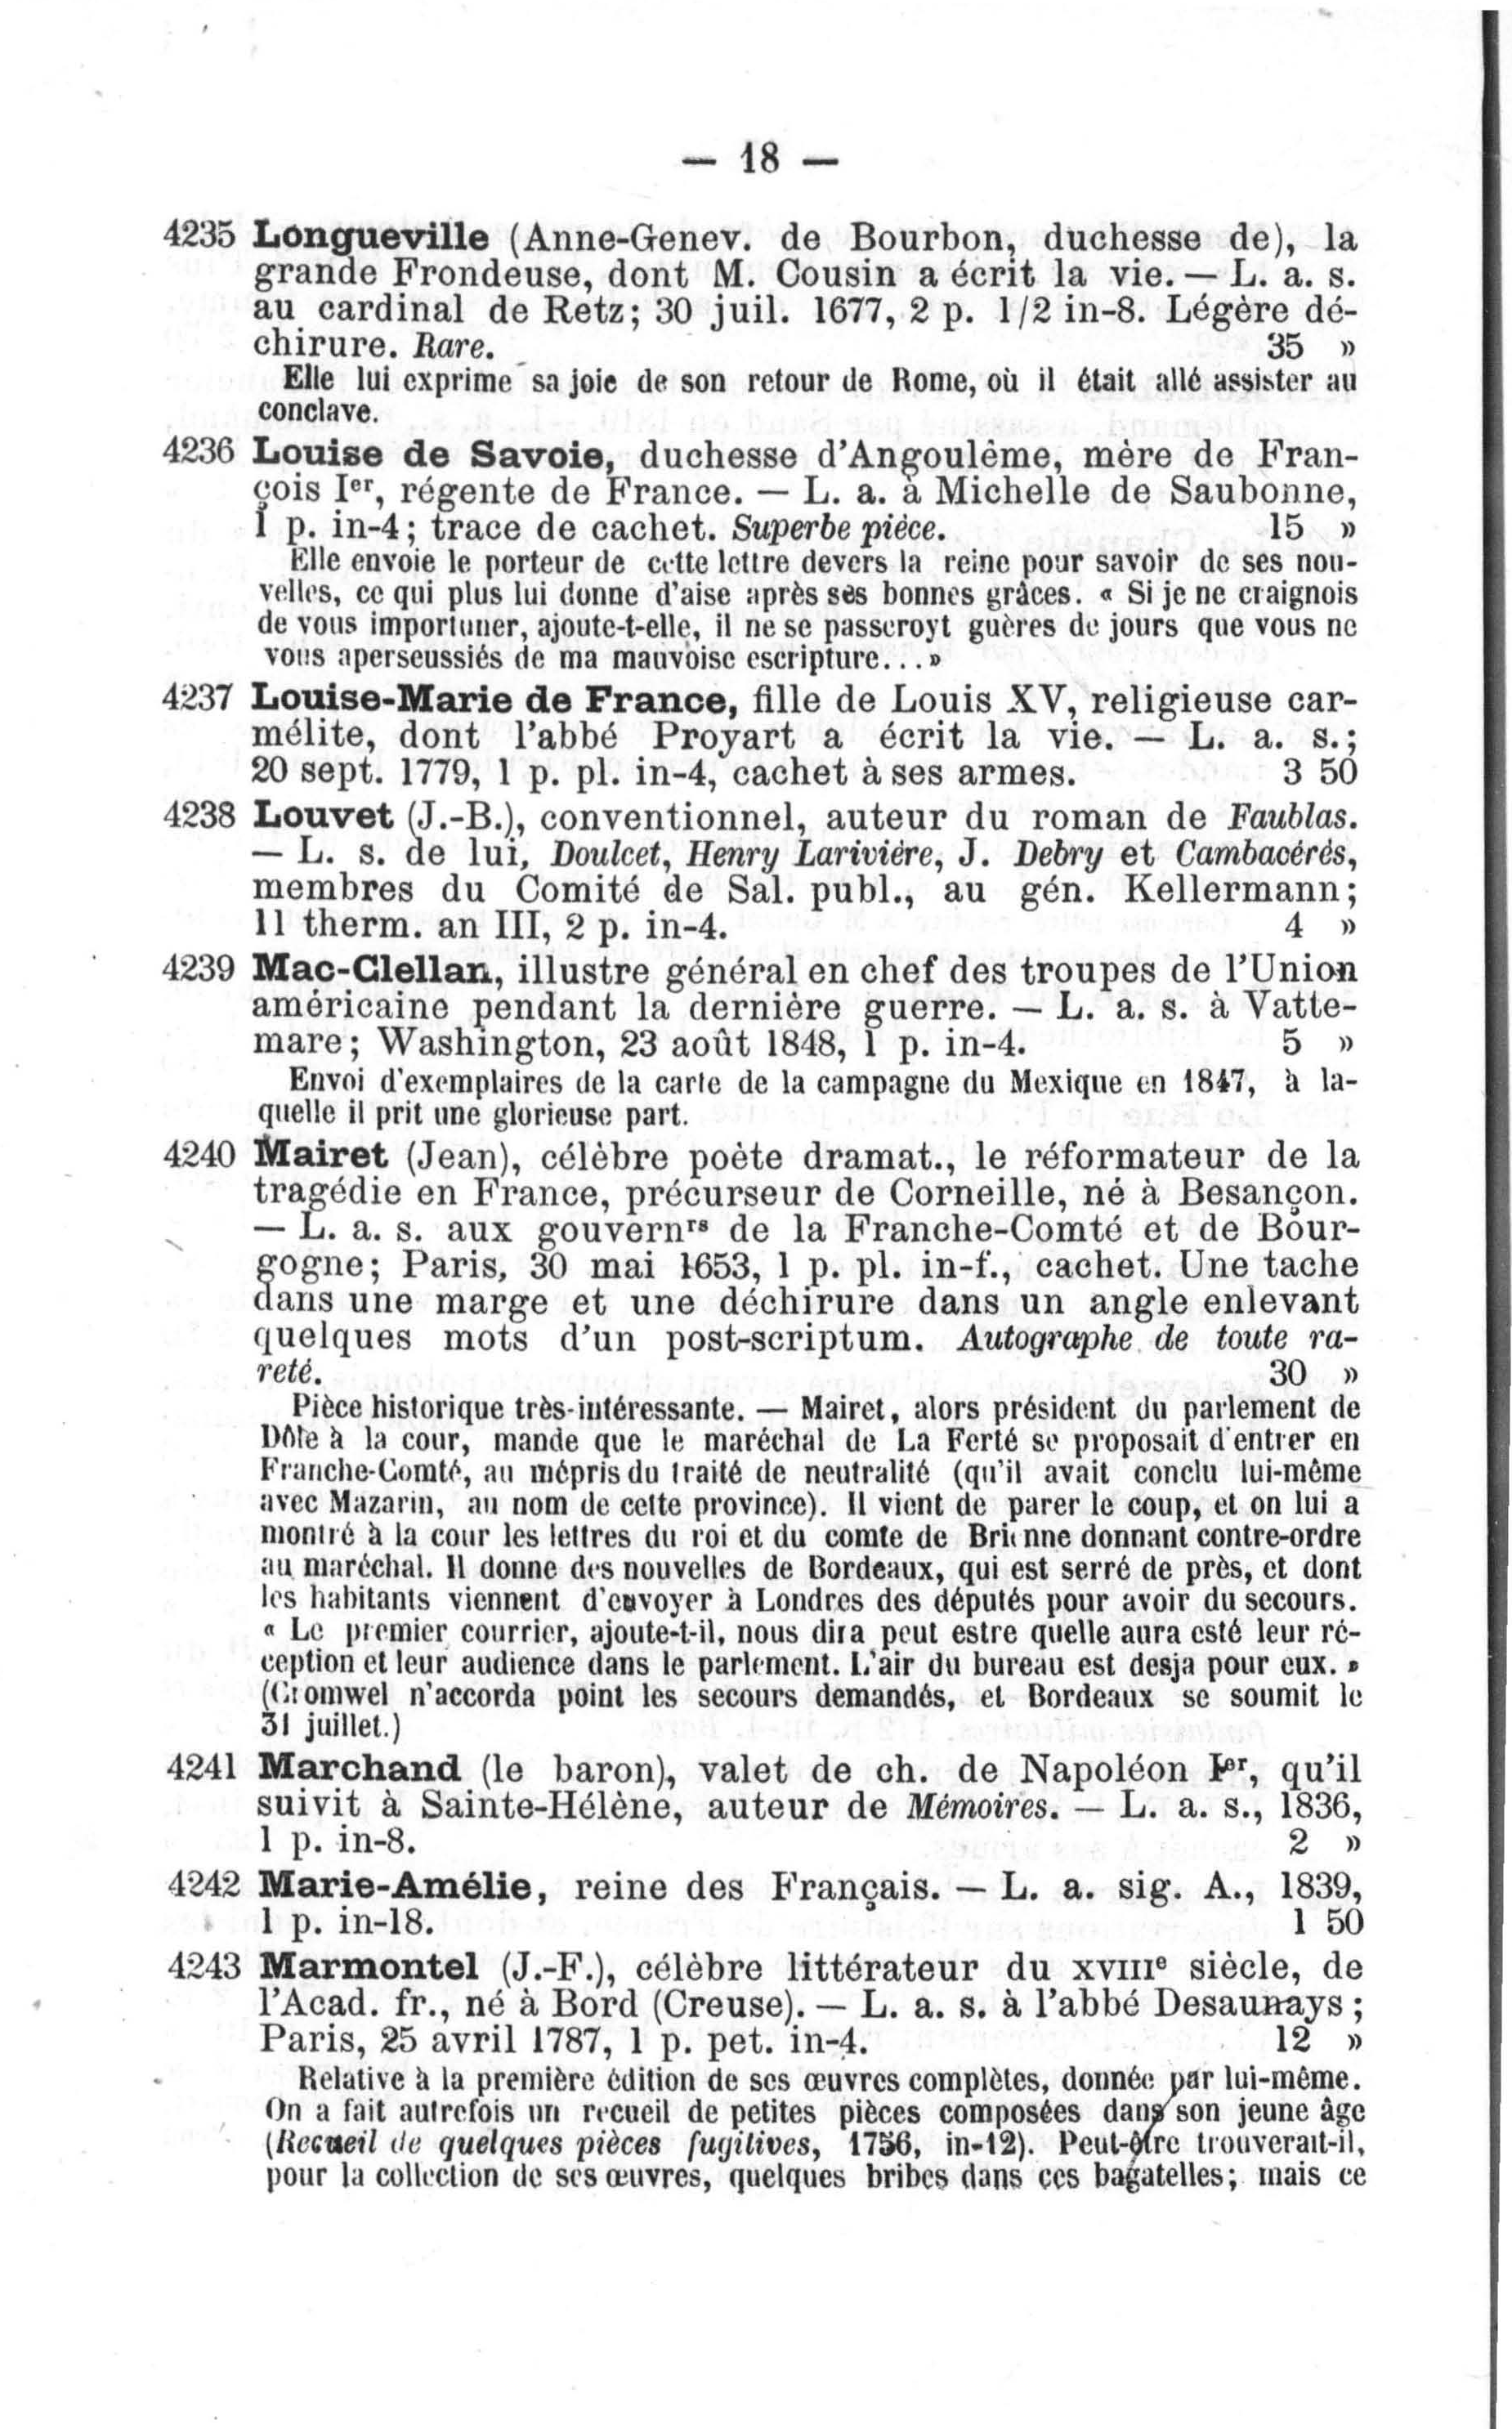 — 18 —
4235 Longueville (Anne-Genev. de Bourbon, duchesse de), la
grande Frondeuse, dont M. Cousin a écrit la vie. — L. a. s.
au cardinal de Retz; 30 juil. 1677, 2 p. 1/2 in-8. Légère dé-
chirure. Rare. 35 »
Elle lui exprime sa joie de son retour de Rome, où il était allé assister au
conclave.
4236 Louise de Savoie, duchesse d'Angoulême, mère de Fran-
çois Ier, régente de France. — L. a. à Michelle de Saubonne,
1 p. in-4; trace de cachet. Superbe pièce. 15 »
Elle envoie le porteur de cette lettre devers la reine pour savoir de ses nou-
velles, ce qui plus lui donne d'aise après ses bonnes grâces. « Si je ne craignois
de vous importuner, ajoute-t-elle, il ne se passeroyt guères de jours que vous ne
vous aperseussiés de ma mauvoise escripture... »
4237 Louise-Marie de France, fille de Louis XV, religieuse car-
mélite, dont l'abbé Proyart a écrit la vie. — L. a. s.;
20 sept. 1779, 1 p. pl. in-4, cachet à ses armes. 3 50
4238 Louvet (J.-B.), conventionnel, auteur du roman de Faublas.
— L. s. de lui, Doulcet, Henry Larivière, J. Debry et Cambacérès,
membres du Comité de Sal. publ., au gén. Kellermann;
11 therm. an III, 2 p. in-4. 4 »
4239 Mac-Clellan, illustre général en chef des troupes de l'Union
américaine pendant la dernière guerre. — L. a. s. à Vatte-
mare; Washington, 23 août 1848, 1 p. in-4. 5 »
Envoi d'exemplaires de la carte de la campagne du Mexique en 1847, à la-
quelle il prit une glorieuse part.
4240 Mairet (Jean), célèbre poète dramat., le réformateur de la
tragédie en France, précurseur de Corneille, né à Besançon.
— L. a. s. aux gouvernrs de la Franche-Comté et de Bour-
gogne; Paris, 30 mai 1653, 1 p. pl. in-f., cachet. Une tache
dans une marge et une déchirure dans un angle enlevant
quelques mots d'un post-scriptum. Autographe de toute ra-
reté. 30 »
Pièce historique très-intéressante. — Mairet, alors président du parlement de
Dôle à la cour, mande que le maréchal de La Ferté se proposait d'entrer en
Franche-Comté, au mépris du traité de neutralité (qu'il avait conclu lui-même
avec Mazarin, au nom de cette province). Il vient de parer le coup, et on lui a
montré à la cour les lettres du roi et du comte de Brienne donnant contre-ordre
au maréchal. Il donne des nouvelles de Bordeaux, qui est serré de près, et dont
les habitants viennent d'envoyer à Londres des députés pour avoir du secours.
« Le premier courrier, ajoute-t-il, nous dira peut estre quelle aura esté leur ré-
ception et leur audience dans le parlement. L'air du bureau est desja pour eux. »
(Cromwel n'accorda point les secours demandés, et Bordeaux se soumit le
31 juillet.)
4241 Marchand (le baron), valet de ch. de Napoléon Ier, qu'il
suivit à Sainte-Hélène, auteur de Mémoires. — L. a. s., 1836,
1 p. in-8. 2 »
4242 Marie-Amélie, reine des Français. — L. a. sig. A., 1839,
1 p. in-18. 1 50
4243 Marmontel (J.-F.), célèbre littérateur du XVIIIe siècle, de
l'Acad. fr., né à Bord (Creuse). — L. a. s. à l'abbé Desaunays;
Paris, 25 avril 1787, 1 p. pet. in-4. 12 »
Relative à la première édition de ses œuvres complètes, donnée par lui-même.
On a fait autrefois un recueil de petites pièces composées dans son jeune âge
(Recueil de quelques pièces fugitives, 1756, in-12). Peut-être trouverait-il,
pour la collection de ses œuvres, quelques bribes dans ces bagatelles; mais ce